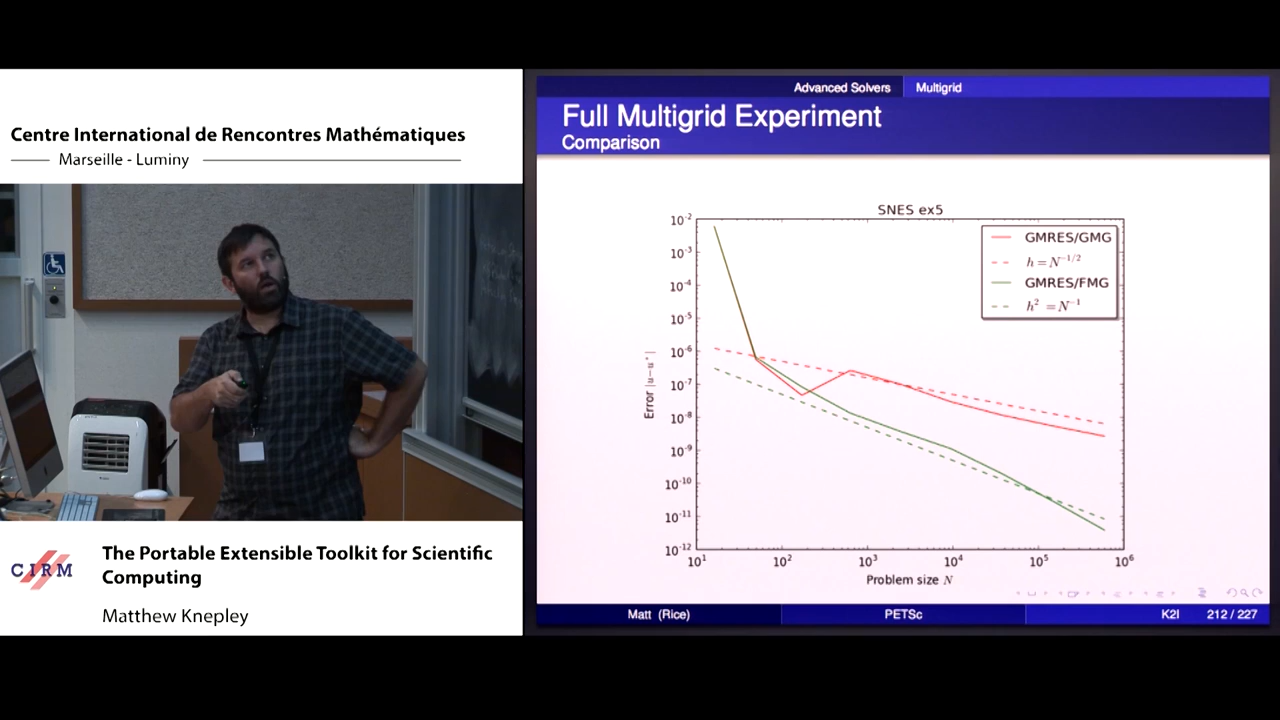 Centre International de Rencontres Mathématiques
Marseille - Luminy
CIRM
The Portable Extensible Toolkit for Scientific
Computing
Matthew Knepley
Advanced Solvers Multigrid
Full Multigrid Experiment
Comparison
SNES ex5
GMRES/GMG
h = N^{-1/2}
GMRES/FMG
h^2 = N^{-1}
Error |u - u*|
10^{-2}
10^{-3}
10^{-4}
10^{-5}
10^{-6}
10^{-7}
10^{-8}
10^{-9}
10^{-10}
10^{-11}
10^{-12}
10^1 10^2 10^3 10^4 10^5 10^6
Problem size N
Matt (Rice) PETSc K2I 212 / 227